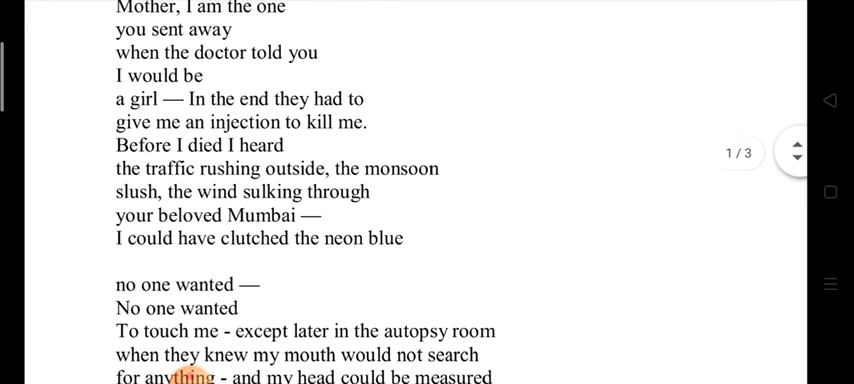 Mother, I am the one
you sent away
when the doctor told you
I would be
a girl — In the end they had to
give me an injection to kill me.
Before I died I heard
the traffic rushing outside, the monsoon
slush, the wind sulking through
your beloved Mumbai —
I could have clutched the neon blue
no one wanted —
No one wanted
To touch me - except later in the autopsy room
when they knew my mouth would not search
for anything - and my head could be measured
1 / 3